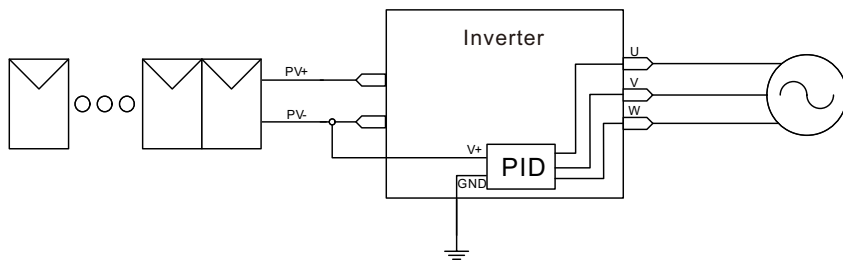 Inverter
U
PV+
V
PV-
W
V+
PID
GND